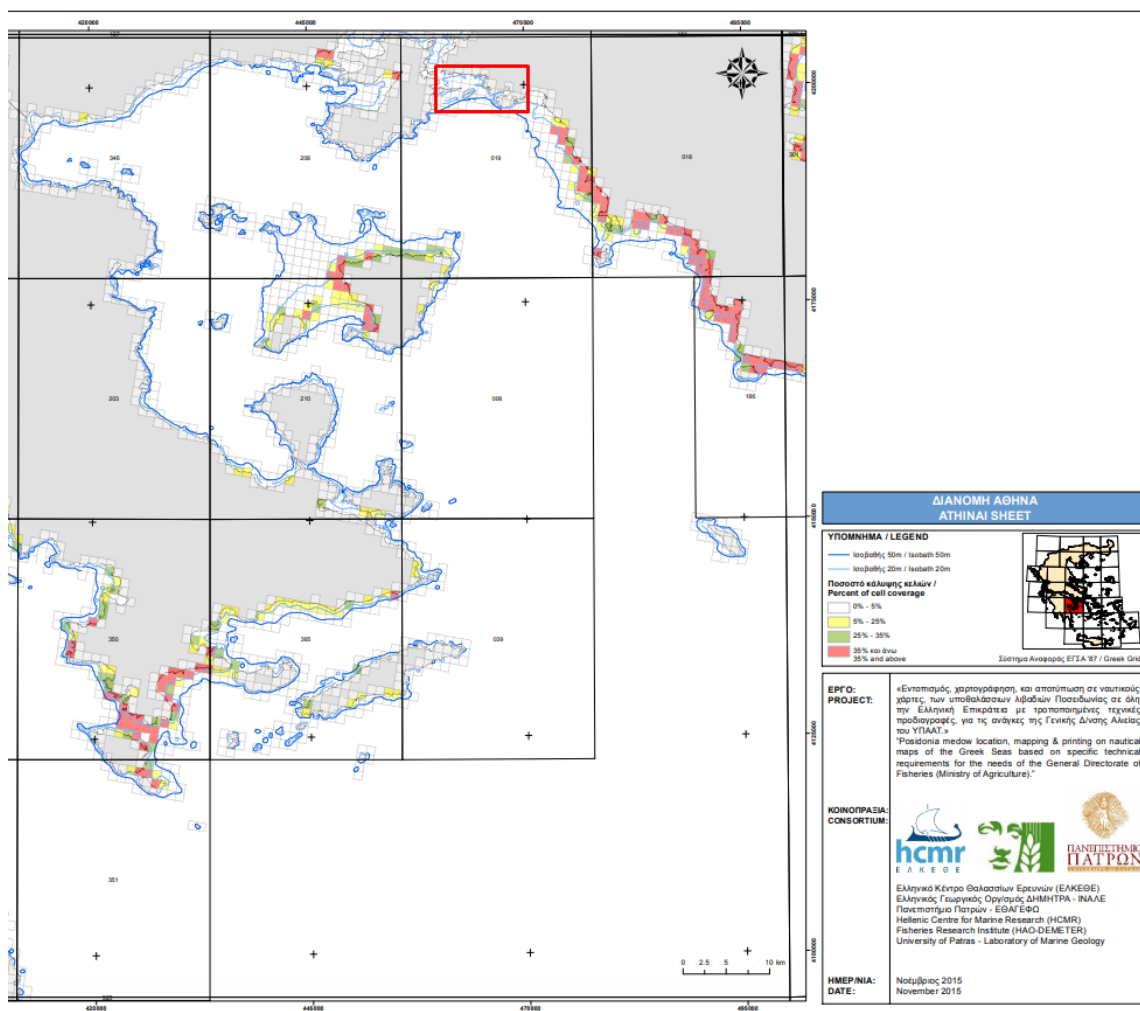 420000 445000 470000 495000
346
208
019
018
301
4200000
4175000
203
210
008
180
4150000
350
365
039
4125000
351
4100000
0 2.5 5 10 km
420000 445000 470000 495000
ΔΙΑΝΟΜΗ ΑΘΗΝΑ
ATHINAI SHEET
ΥΠΟΜΝΗΜΑ / LEGEND
Ισοβαθής 50m / Isobath 50m
Ισοβαθής 20m / Isobath 20m
Ποσοστό κάλυψης κελιών /
Percent of cell coverage
0% - 5%
5% - 25%
25% - 35%
35% και άνω
35% and above
Σύστημα Αναφοράς ΕΓΣΑ '87 / Greek Grid
ΕΡΓΟ:
PROJECT:
«Εντοπισμός, χαρτογράφηση, και αποτύπωση σε ναυτικούς
χάρτες, των υποθαλάσσιων λιβαδιών Ποσειδωνίας σε όλη
την Ελληνική Επικράτεια με τροποποιημένες τεχνικές
προδιαγραφές, για τις ανάγκες της Γενικής Δ/νσης Αλιείας
του ΥΠΑΑΤ.»
"Posidonia medow location, mapping & printing on nautical
maps of the Greek Seas based on specific technical
requirements for the needs of the General Directorate of
Fisheries (Ministry of Agriculture)."
ΚΟΙΝΟΠΡΑΞΙΑ:
CONSORTIUM:
hcmr
ΕΛΚΕΘΕ
ΠΑΝΕΠΙΣΤΗΜΙΟ
ΠΑΤΡΩΝ
Ελληνικό Κέντρο Θαλασσίων Ερευνών (ΕΛΚΕΘΕ)
Ελληνικός Γεωργικός Οργ/σμός ΔΗΜΗΤΡΑ - ΙΝΑΛΕ
Πανεπιστήμιο Πατρών - ΕΘΑΓΕΦΩ
Hellenic Centre for Marine Research (HCMR)
Fisheries Research Institute (HAO-DEMETER)
University of Patras - Laboratory of Marine Geology
ΗΜΕΡ/ΝΙΑ:
DATE:
Νοέμβριος 2015
November 2015